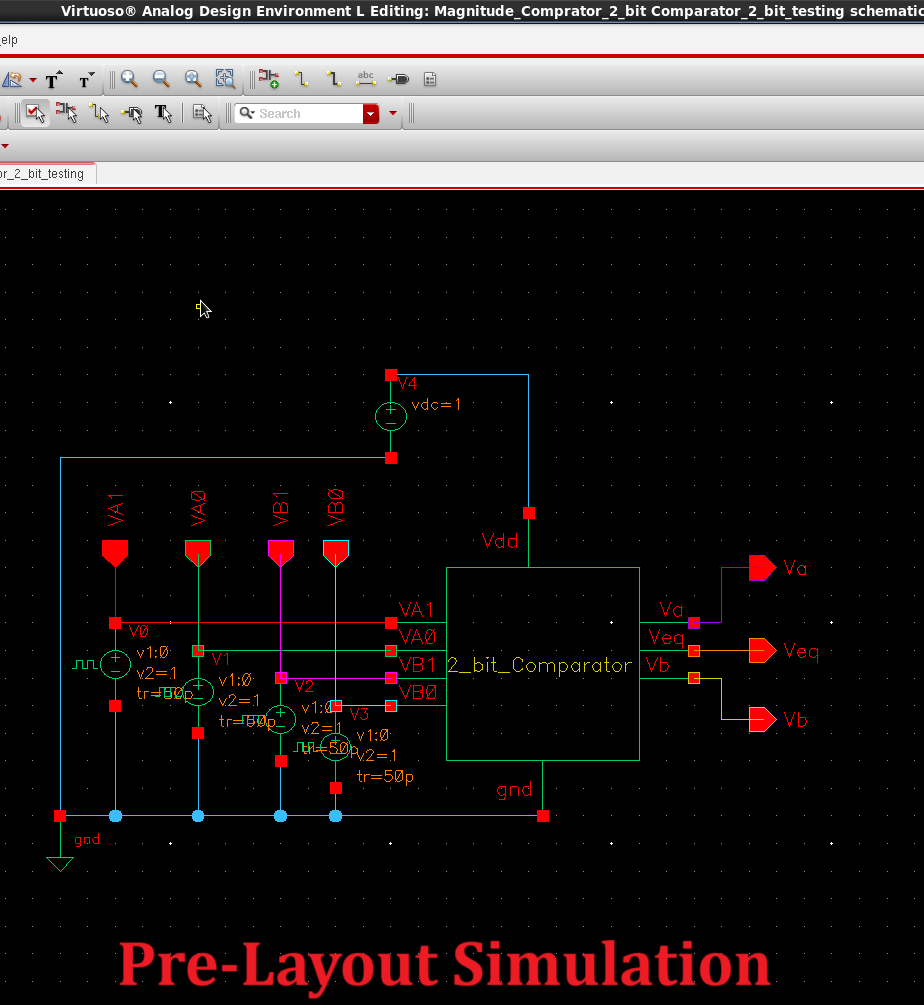 Virtuoso® Analog Design Environment L Editing: Magnitude_Comprator_2_bit Comparator_2_bit_testing schematic
elp
abc
Search
or_2_bit_testing
V4
vdc=1
VA1
VA0
VB1
VB0
Vdd
Va
VA1
Va
VA0
Veq
V0
v1:0
v2=:1
tr=50p
V1
v1:0
v2=:1
tr=50p
VB1
2_bit_Comparator
Vb
Veq
V2
v1:0
v2=:1
tr=50p
VB0
V3
v1:0
v2=:1
tr=50p
Vb
gnd
gnd
Pre-Layout Simulation